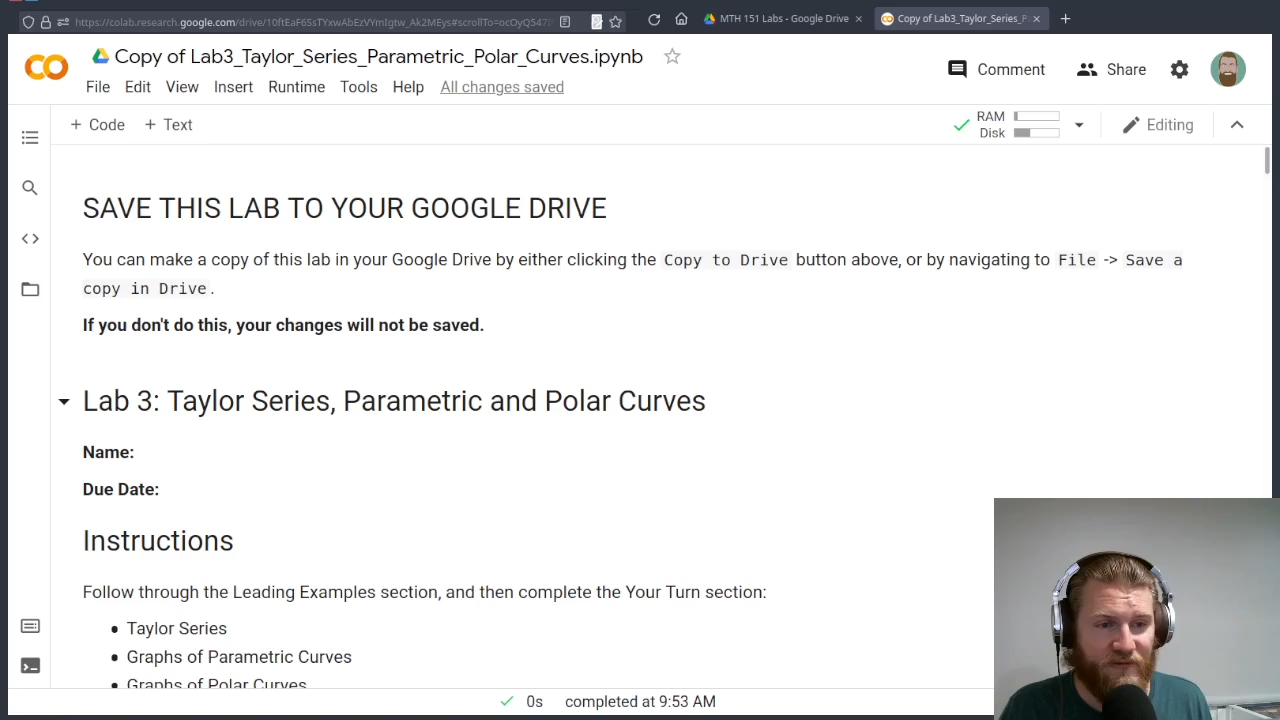 https://colab.research.google.com/drive/10ftEaF6SsTYxwAbEzVYmIgtw_Ak2MEys#scrollTo=ocOyQ547I
MTH 151 Labs - Google Drive
Copy of Lab3_Taylor_Series_P
Copy of Lab3_Taylor_Series_Parametric_Polar_Curves.ipynb
File Edit View Insert Runtime Tools Help All changes saved
Comment
Share
+ Code + Text
RAM
Disk
Editing
SAVE THIS LAB TO YOUR GOOGLE DRIVE
You can make a copy of this lab in your Google Drive by either clicking the Copy to Drive button above, or by navigating to File -> Save a
copy in Drive.
If you don't do this, your changes will not be saved.
Lab 3: Taylor Series, Parametric and Polar Curves
Name:
Due Date:
Instructions
Follow through the Leading Examples section, and then complete the Your Turn section:
• Taylor Series
• Graphs of Parametric Curves
• Graphs of Polar Curves
0s completed at 9:53 AM